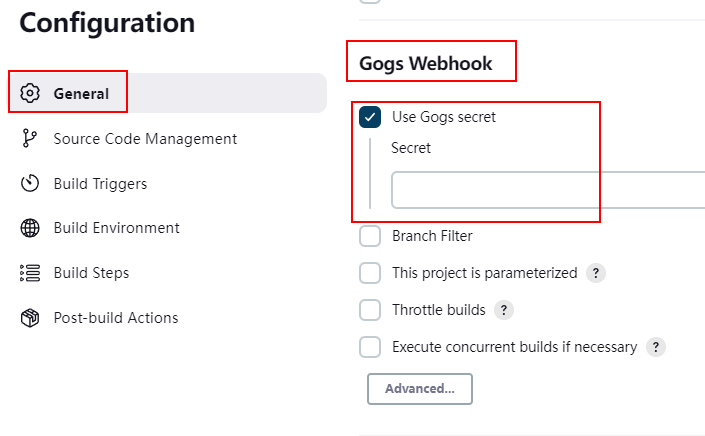 Configuration
General
Source Code Management
Build Triggers
Build Environment
Build Steps
Post-build Actions
Gogs Webhook
Use Gogs secret
Secret
Branch Filter
This project is parameterized ?
Throttle builds ?
Execute concurrent builds if necessary ?
Advanced...